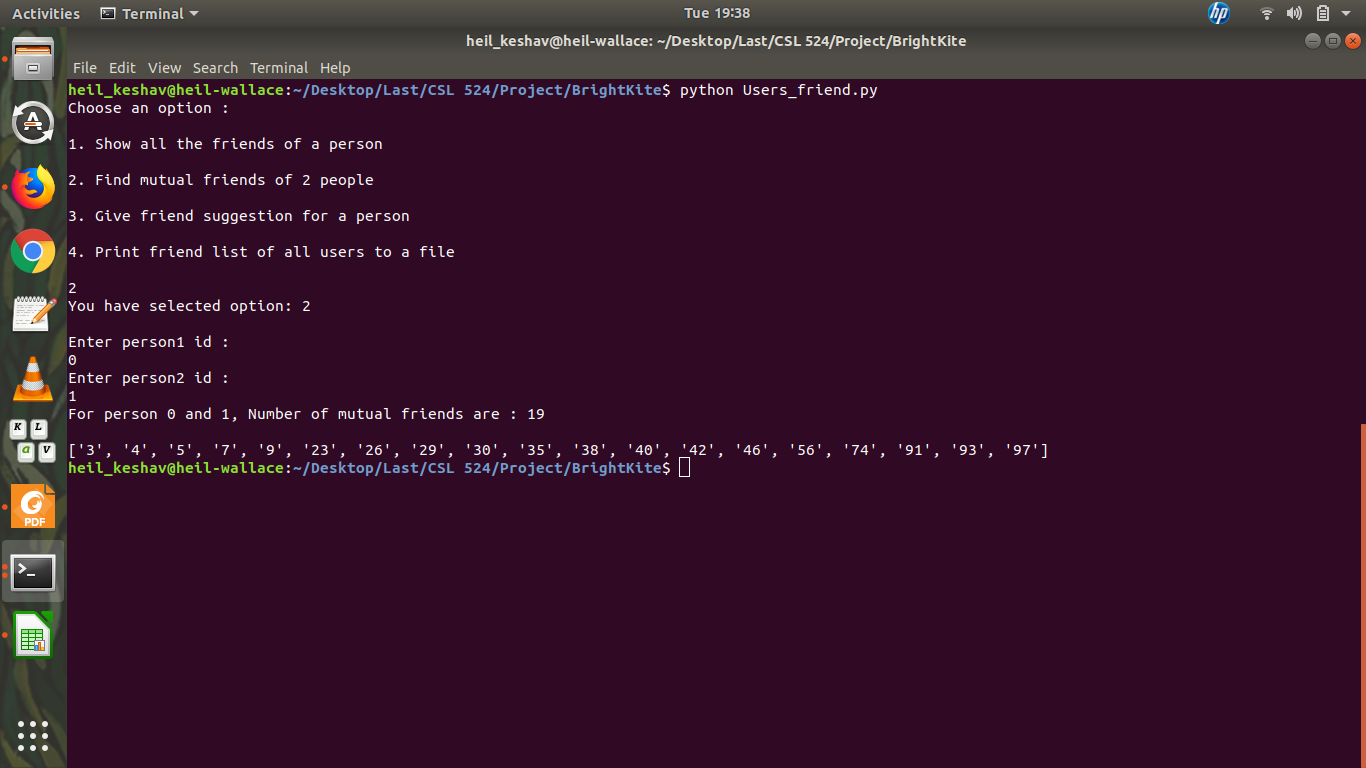 Activities Terminal Tue 19:38 hp
heil_keshav@heil-wallace: ~/Desktop/Last/CSL 524/Project/BrightKite
File Edit View Search Terminal Help
heil_keshav@heil-wallace:~/Desktop/Last/CSL 524/Project/BrightKite$ python Users_friend.py
Choose an option :
1. Show all the friends of a person
2. Find mutual friends of 2 people
3. Give friend suggestion for a person
4. Print friend list of all users to a file
2
You have selected option: 2
Enter person1 id :
0
Enter person2 id :
1
For person 0 and 1, Number of mutual friends are : 19
['3', '4', '5', '7', '9', '23', '26', '29', '30', '35', '38', '40', '42', '46', '56', '74', '91', '93', '97']
heil_keshav@heil-wallace:~/Desktop/Last/CSL 524/Project/BrightKite$
A
K L
a v
PDF
>_